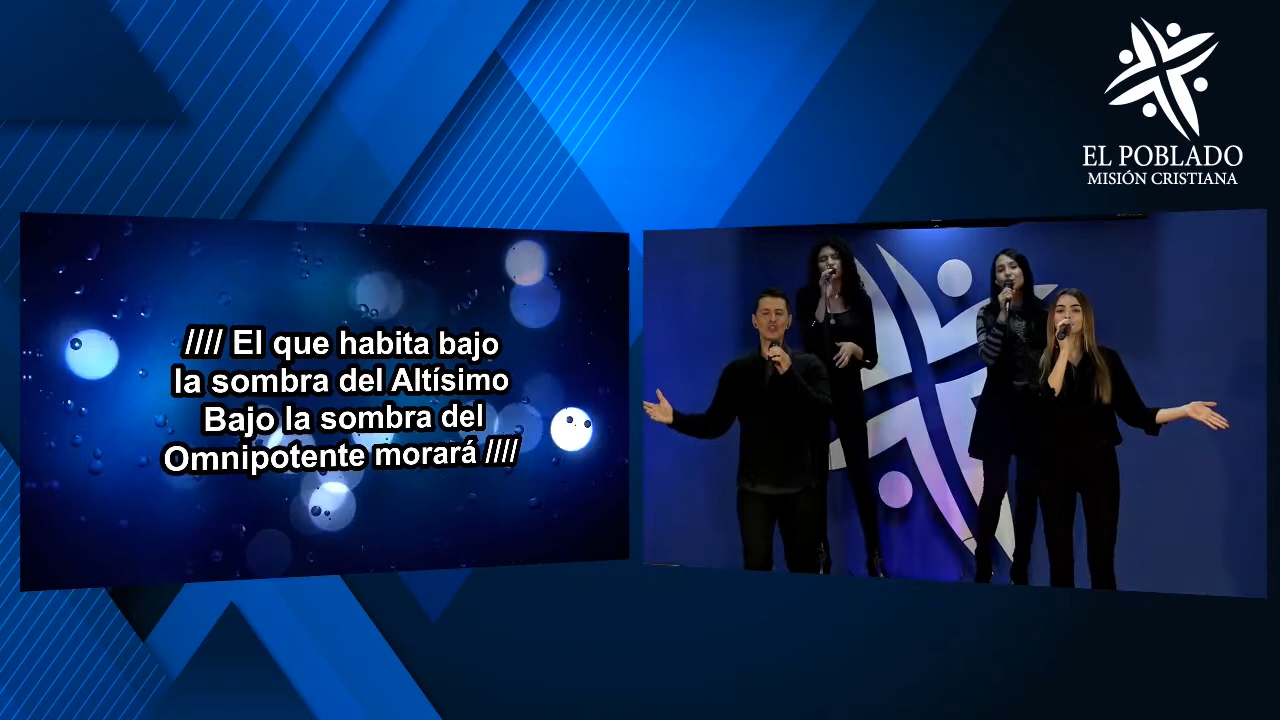 EL POBLADO
MISIÓN CRISTIANA
//// El que habita bajo
la sombra del Altísimo
Bajo la sombra del
Omnipotente morará ////